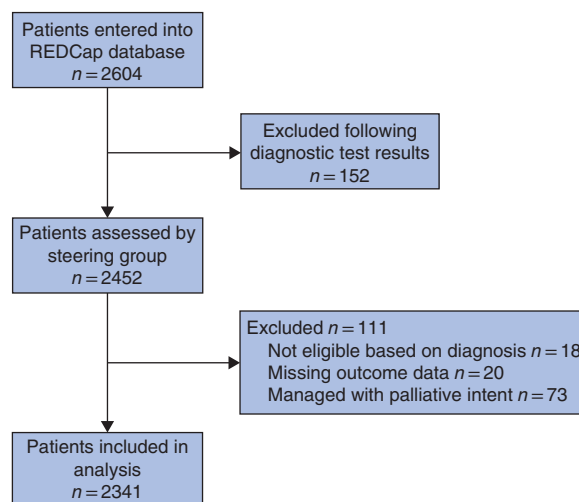 Patients entered into
REDCap database
n = 2604
Excluded following
diagnostic test results
n = 152
Patients assessed by
steering group
n = 2452
Excluded n = 111
Not eligible based on diagnosis n = 18
Missing outcome data n = 20
Managed with palliative intent n = 73
Patients included in
analysis
n = 2341